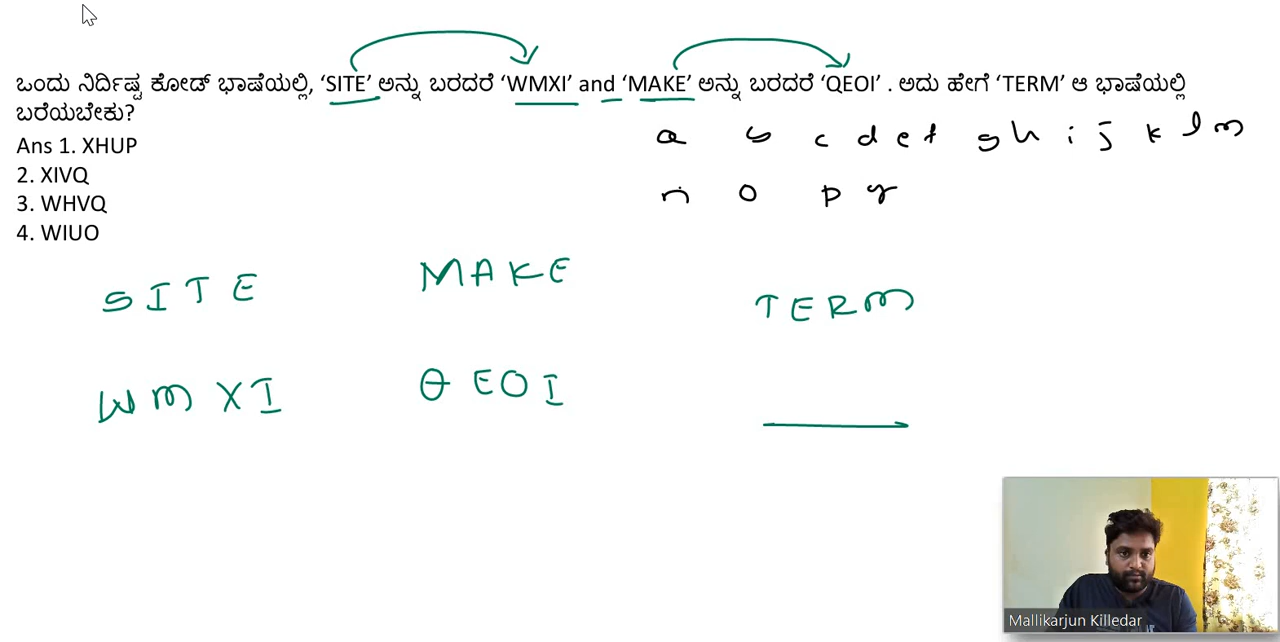 ಒಂದು ನಿರ್ದಿಷ್ಟ ಕೋಡ್ ಭಾಷೆಯಲ್ಲಿ, ‘SITE’ ಅನ್ನು ಬರದರೆ ‘WMXI’ and ‘MAKE’ ಅನ್ನು ಬರದರೆ ‘QEOI’ . ಅದು ಹೇಗೆ ‘TERM’ ಆ ಭಾಷೆಯಲ್ಲಿ
ಬರೆಯಬೇಕು?
Ans 1. XHUP
2. XIVQ
3. WHVQ
4. WIUO
a b c d e f g h i j k l m
n o p q
SITE MAKE TERM
WMXI QEOI
Mallikarjun Killedar